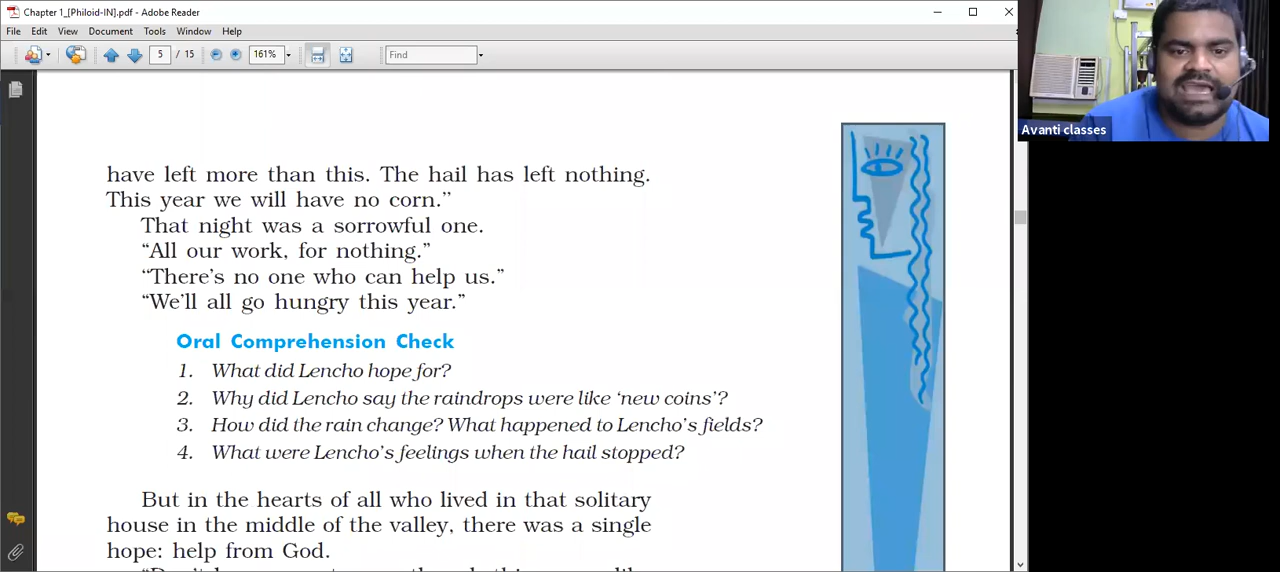 Chapter 1_[Philoid-IN].pdf - Adobe Reader
File Edit View Document Tools Window Help
5 / 15 161% Find
Avanti classes
have left more than this. The hail has left nothing.
This year we will have no corn.”
That night was a sorrowful one.
“All our work, for nothing.”
“There’s no one who can help us.”
“We’ll all go hungry this year.”
Oral Comprehension Check
1. What did Lencho hope for?
2. Why did Lencho say the raindrops were like ‘new coins’?
3. How did the rain change? What happened to Lencho’s fields?
4. What were Lencho’s feelings when the hail stopped?
But in the hearts of all who lived in that solitary
house in the middle of the valley, there was a single
hope: help from God.